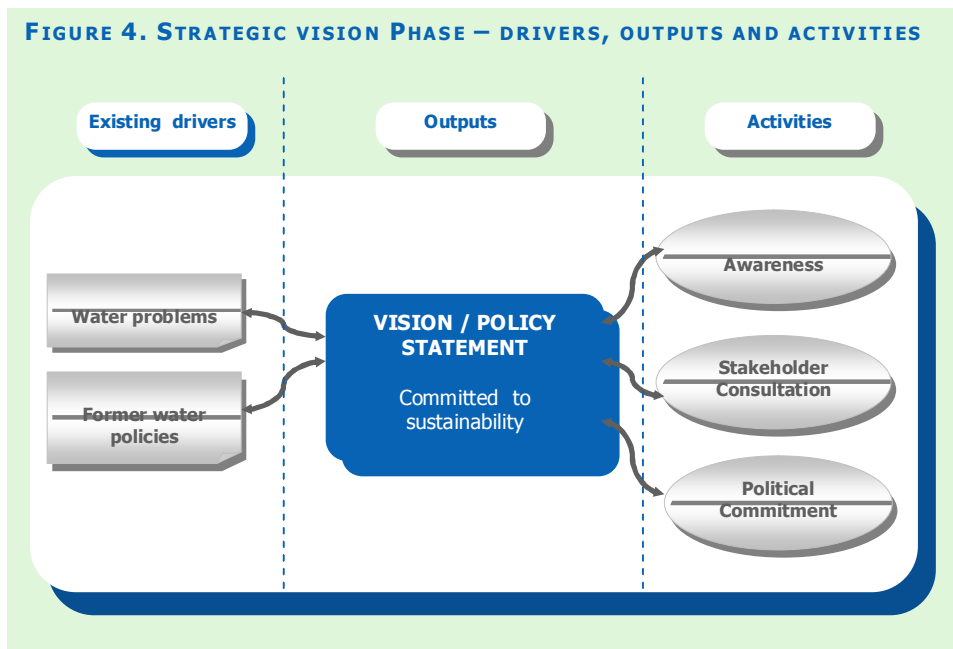 FIGURE 4. STRATEGIC VISION PHASE – DRIVERS, OUTPUTS AND ACTIVITIES
Existing drivers
Outputs
Activities
Water problems
Former water
policies
VISION / POLICY
STATEMENT
Committed to
sustainability
Awareness
Stakeholder
Consultation
Political
Commitment